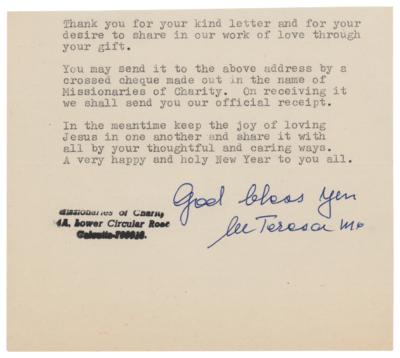 Thank you for your kind letter and for your
desire to share in our work of love through
your gift.
You may send it to the above address by a
crossed cheque made out in the name of
Missionaries of Charity. On receiving it
we shall send you our official receipt.
In the meantime keep the joy of loving
Jesus in one another and share it with
all by your thoughtful and caring ways.
A very happy and holy New Year to you all.
God bless you
M Teresa MC
Missionaries of Charity
54A, Lower Circular Road
Calcutta-700016.